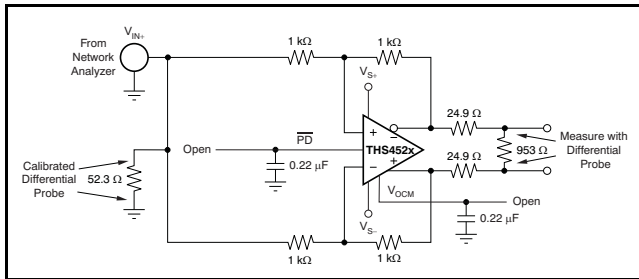 V_IN+
From
Network
Analyzer
1 kΩ
1 kΩ
V_S+
24.9 Ω
Open
PD
THS452x
Measure with
Differential
Probe
953 Ω
0.22 μF
Calibrated
Differential
Probe
52.3 Ω
24.9 Ω
V_OCM
Open
V_S−
0.22 μF
1 kΩ
1 kΩ